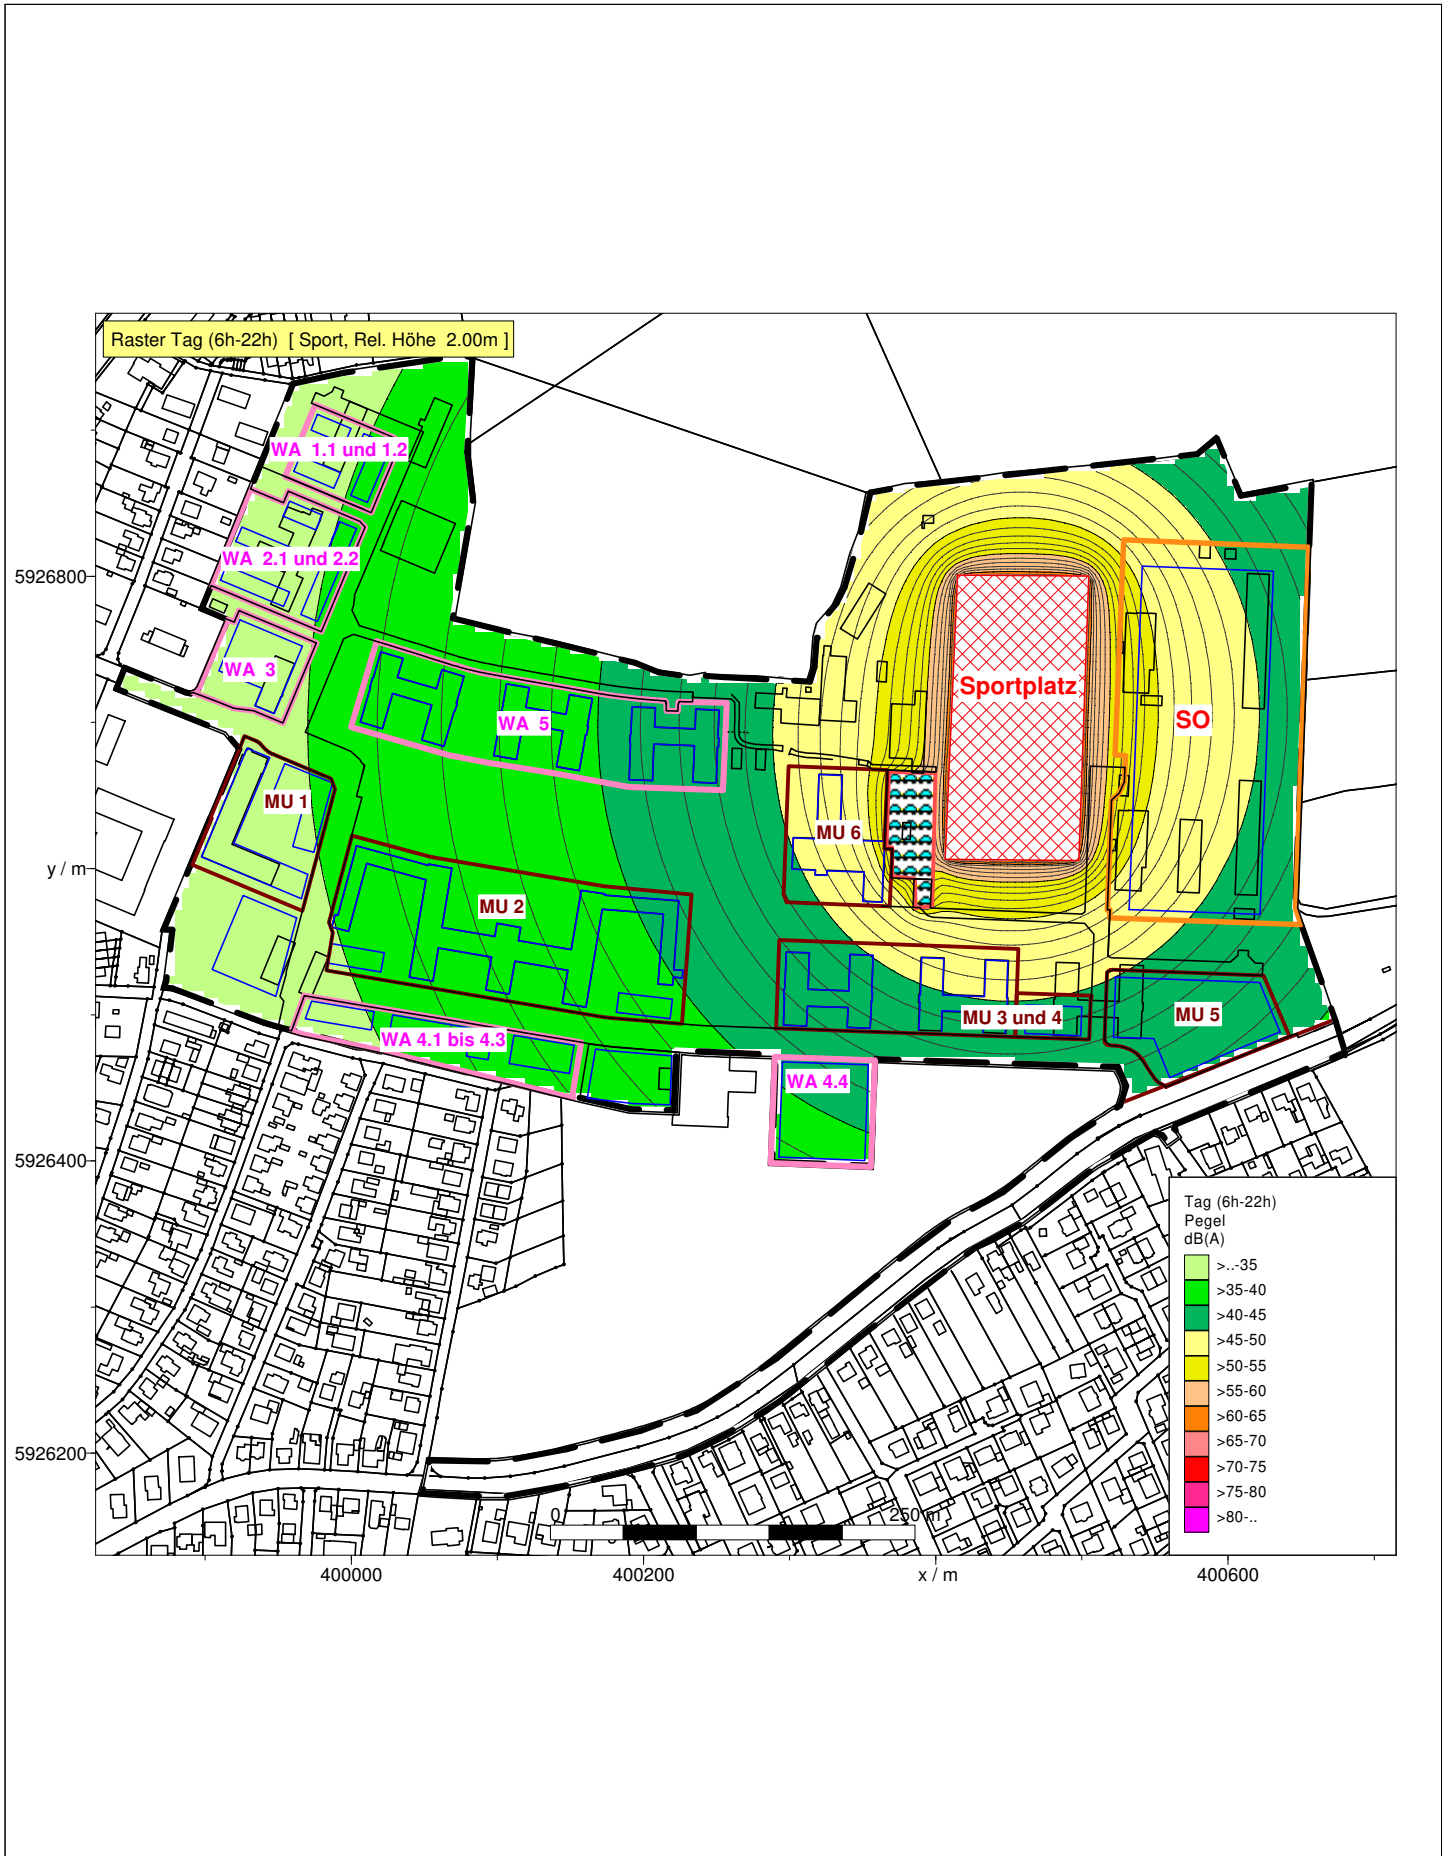 Raster Tag (6h-22h)  [ Sport, Rel. Höhe  2.00m ]
WA  1.1 und 1.2
WA  2.1 und 2.2
5926800
WA  3
Sportplatz
WA  5
SO
MU 1
MU 6
y / m
MU 2
MU 3 und 4
MU 5
WA 4.1 bis 4.3
WA 4.4
5926400
Tag (6h-22h)
Pegel
dB(A)
>..-35
>35-40
>40-45
>45-50
>50-55
>55-60
>60-65
>65-70
>70-75
>75-80
>80-..
5926200
0
250 m
400000
400200
x / m
400600